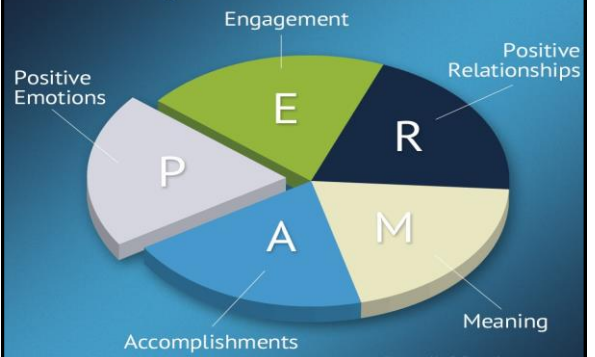 Engagement
Positive
Relationships
Positive
Emotions
E
R
P
A
M
Meaning
Accomplishments